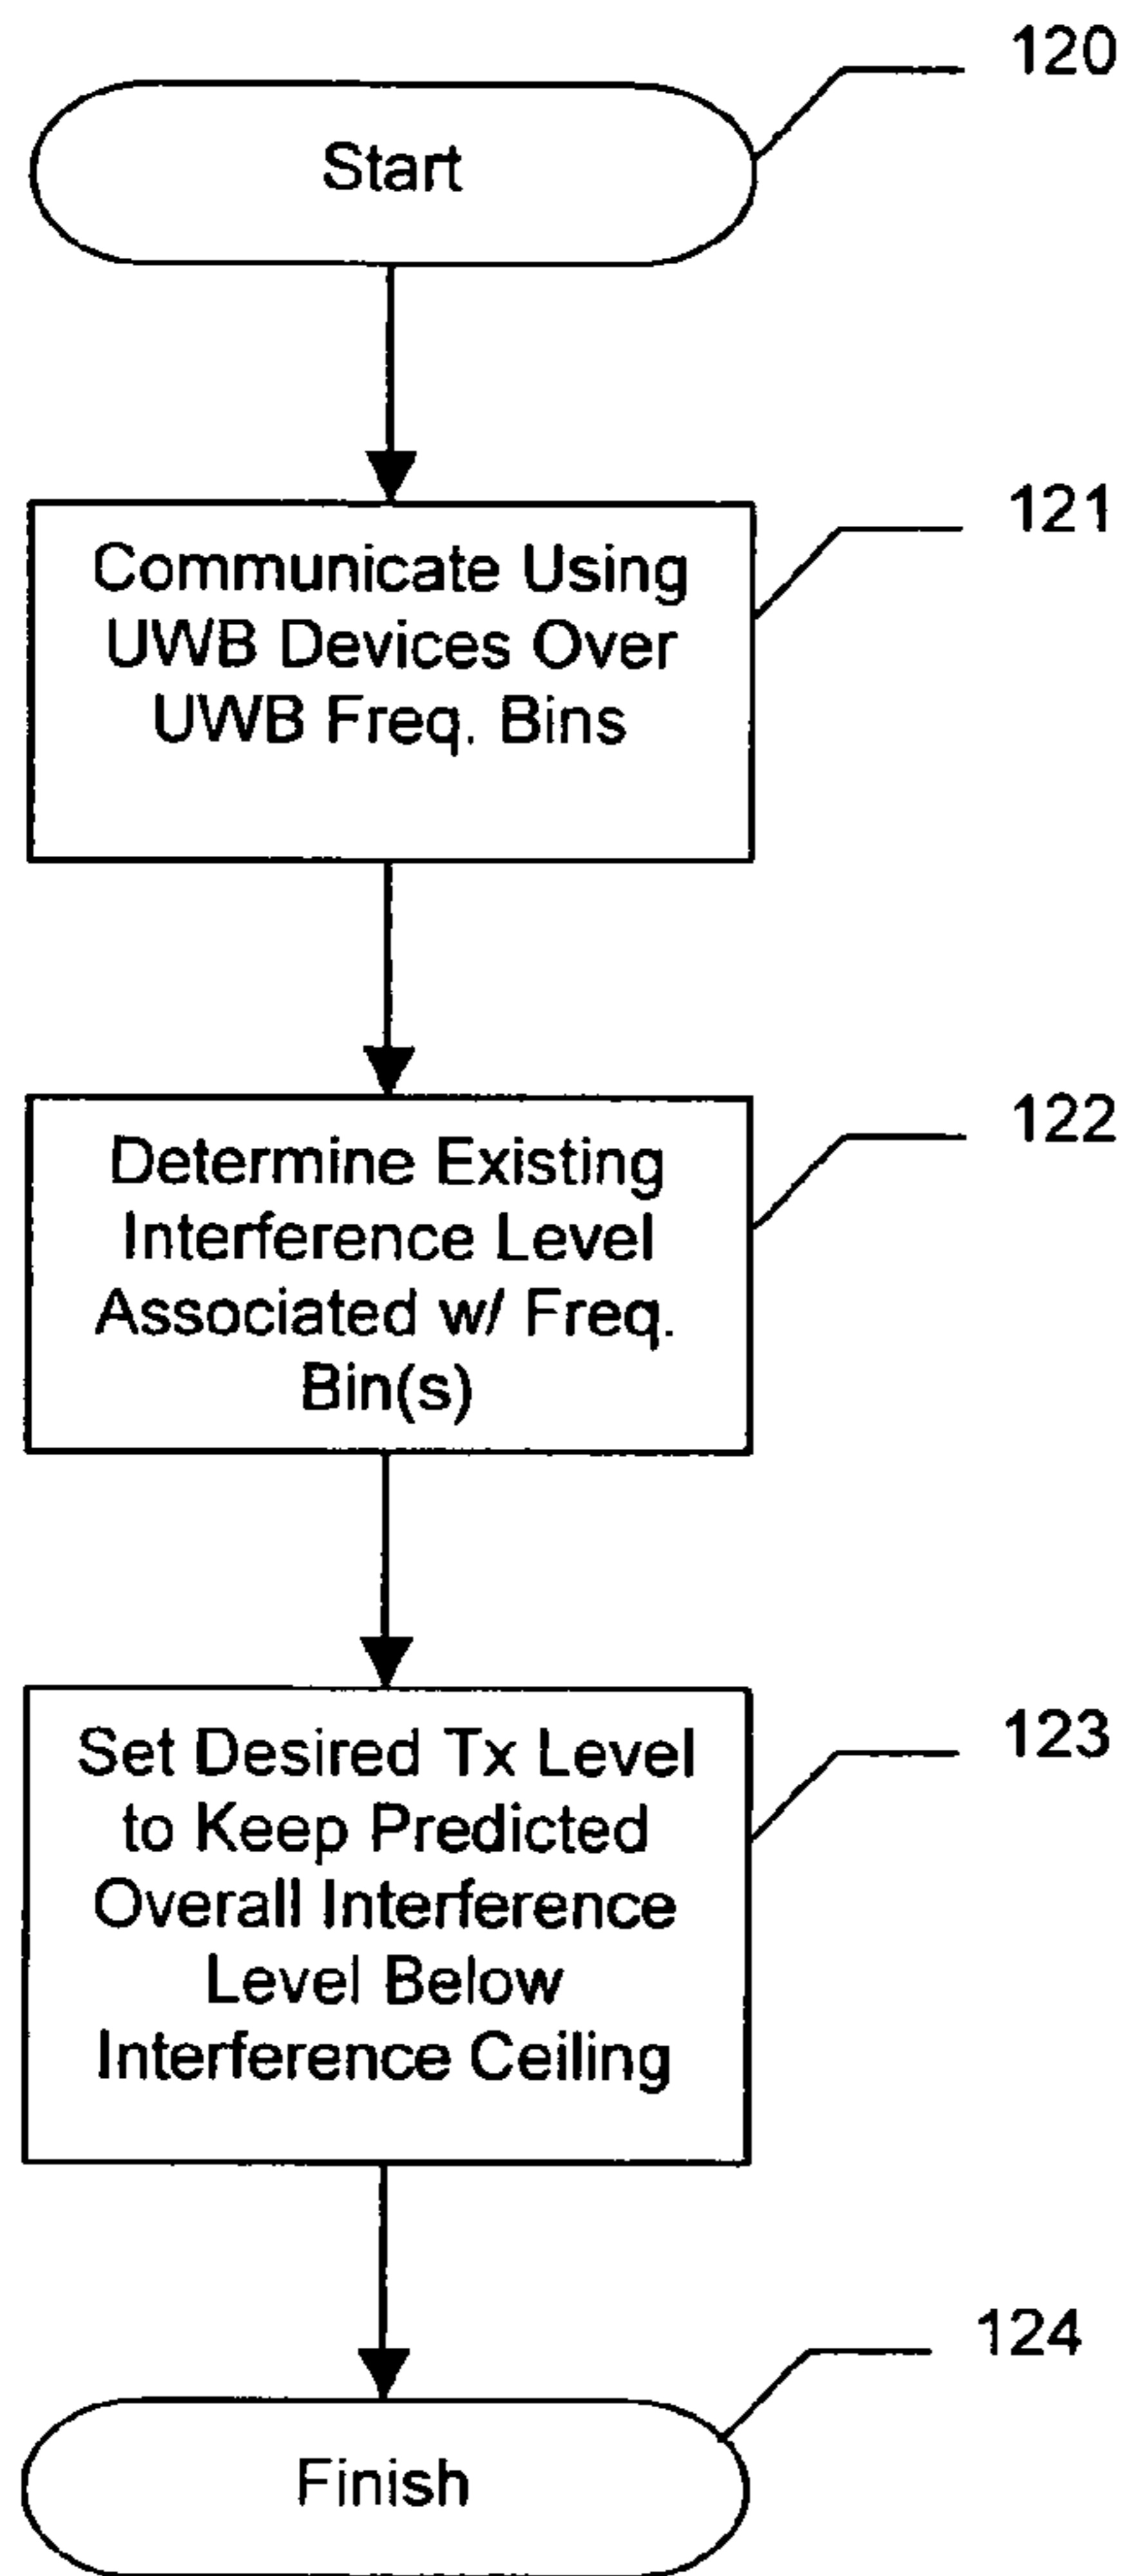 120
Start
121
Communicate Using
UWB Devices Over
UWB Freq. Bins
122
Determine Existing
Interference Level
Associated w/ Freq.
Bin(s)
123
Set Desired Tx Level
to Keep Predicted
Overall Interference
Level Below
Interference Ceiling
124
Finish